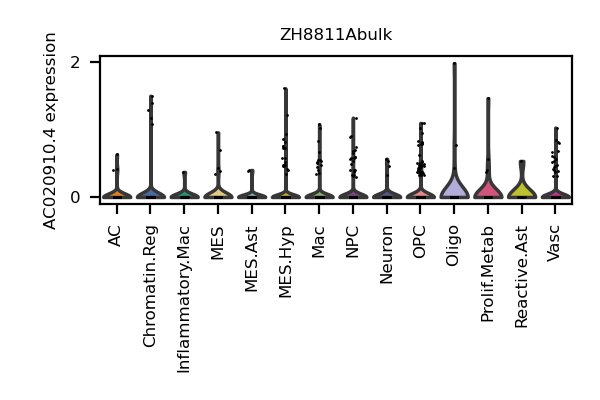 ZH8811Abulk
AC020910.4 expression
2
0
AC
Chromatin.Reg
Inflammatory.Mac
MES
MES.Ast
MES.Hyp
Mac
NPC
Neuron
OPC
Oligo
Prolif.Metab
Reactive.Ast
Vasc